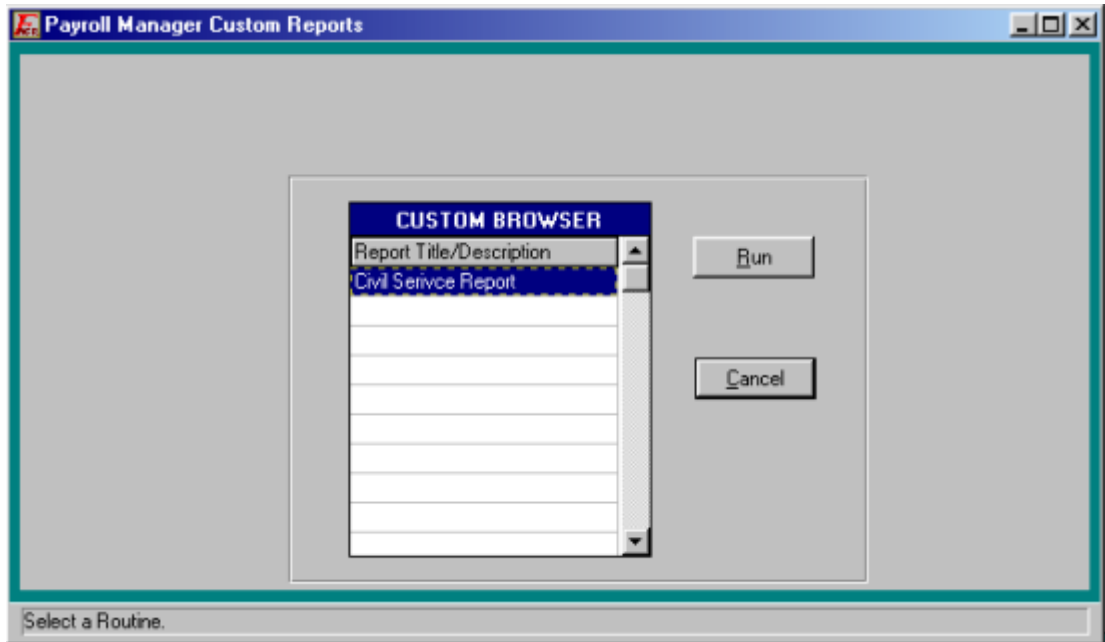 Payroll Manager Custom Reports
CUSTOM BROWSER
Report Title/Description
Civil Serivce Report
Run
Cancel
Select a Routine.